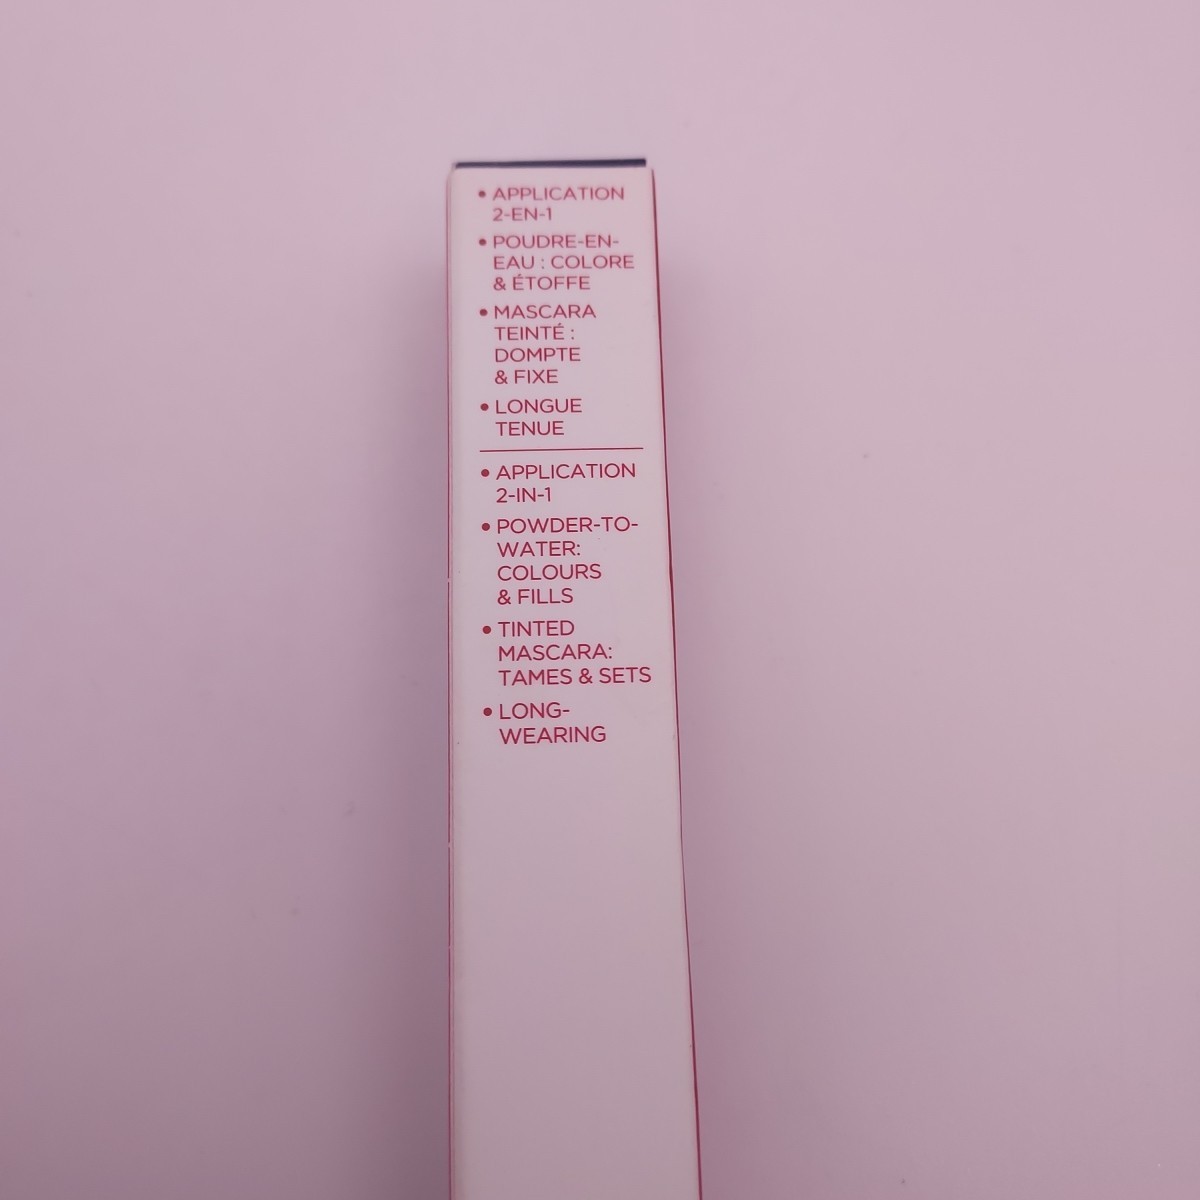 • APPLICATION
2-EN-1
• POUDRE-EN-
EAU : COLORE
& ÉTOFFE
• MASCARA
TEINTÉ :
DOMPTE
& FIXE
• LONGUE
TENUE
• APPLICATION
2-IN-1
• POWDER-TO-
WATER:
COLOURS
& FILLS
• TINTED
MASCARA:
TAMES & SETS
• LONG-
WEARING